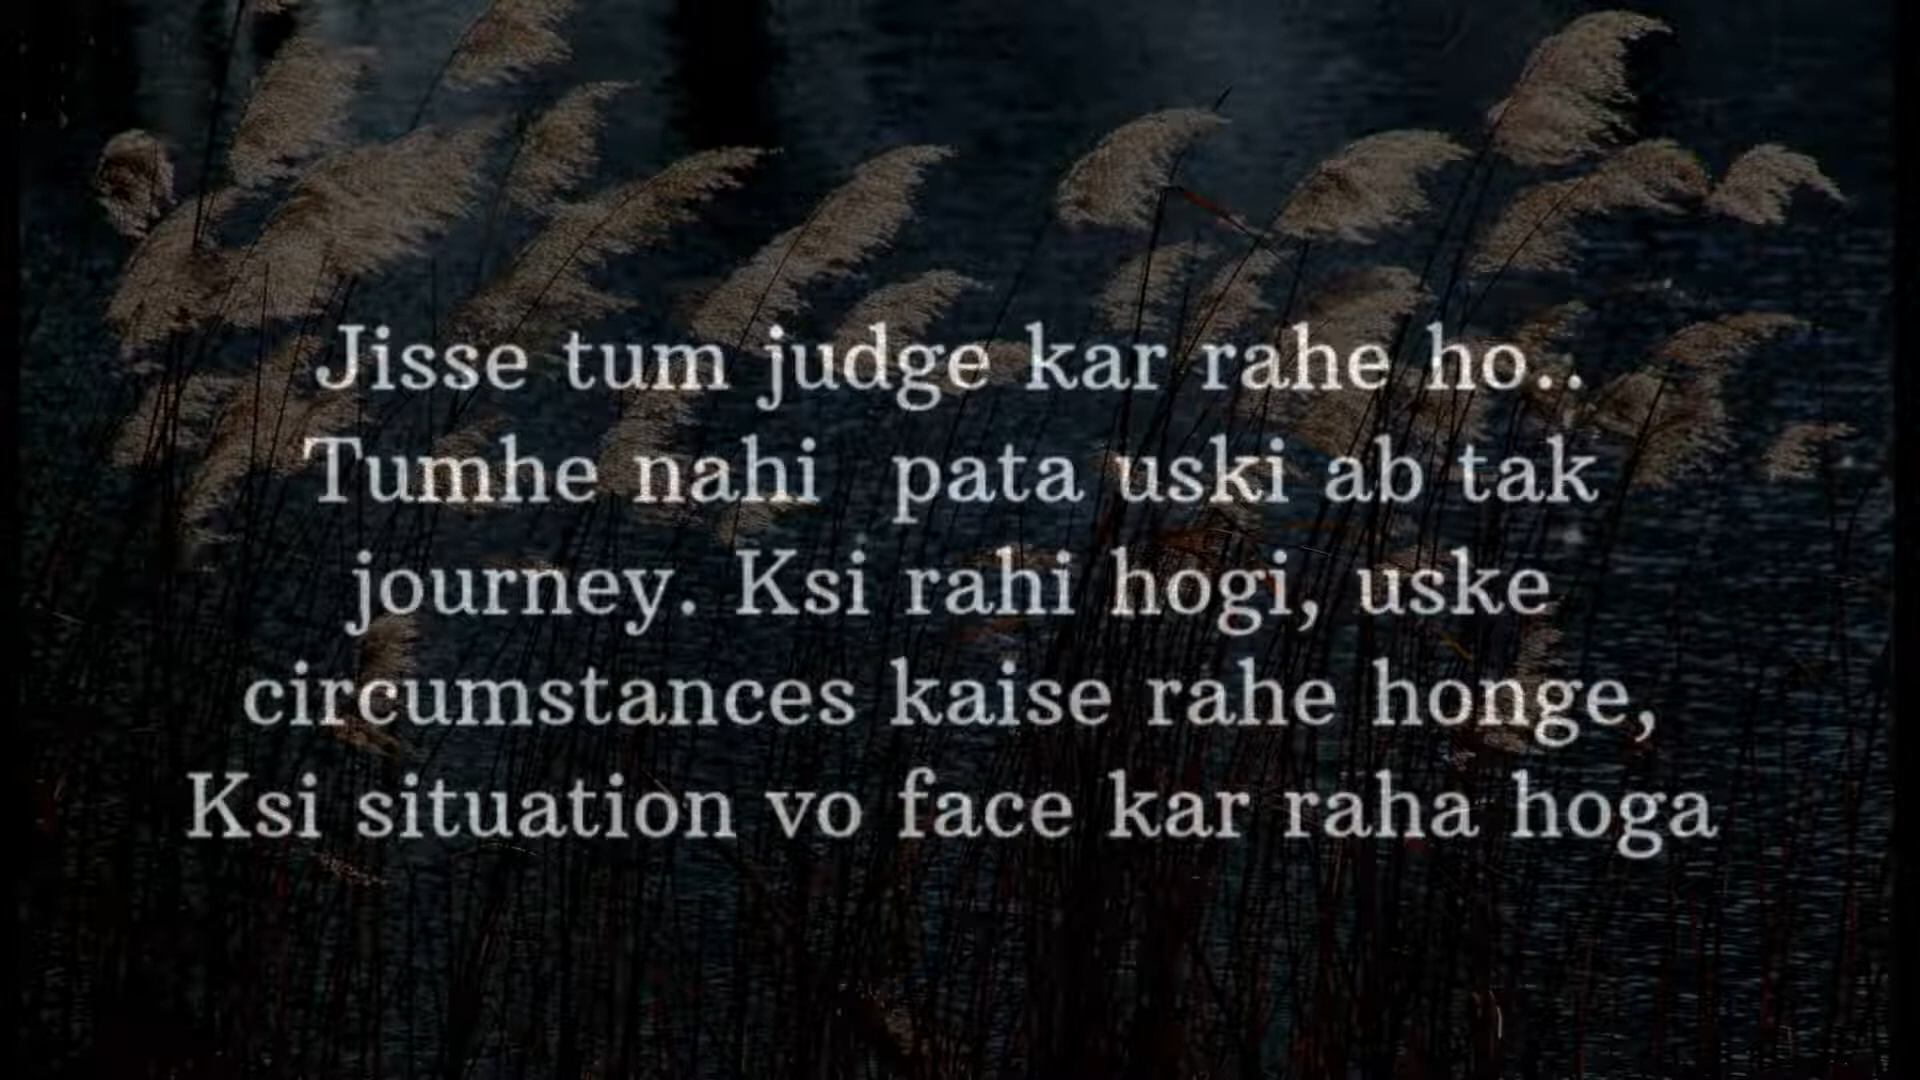 Jisse tum judge kar rahe ho..
Tumhe nahi pata uski ab tak
journey. Ksi rahi hogi, uske
circumstances kaise rahe honge,
Ksi situation vo face kar raha hoga